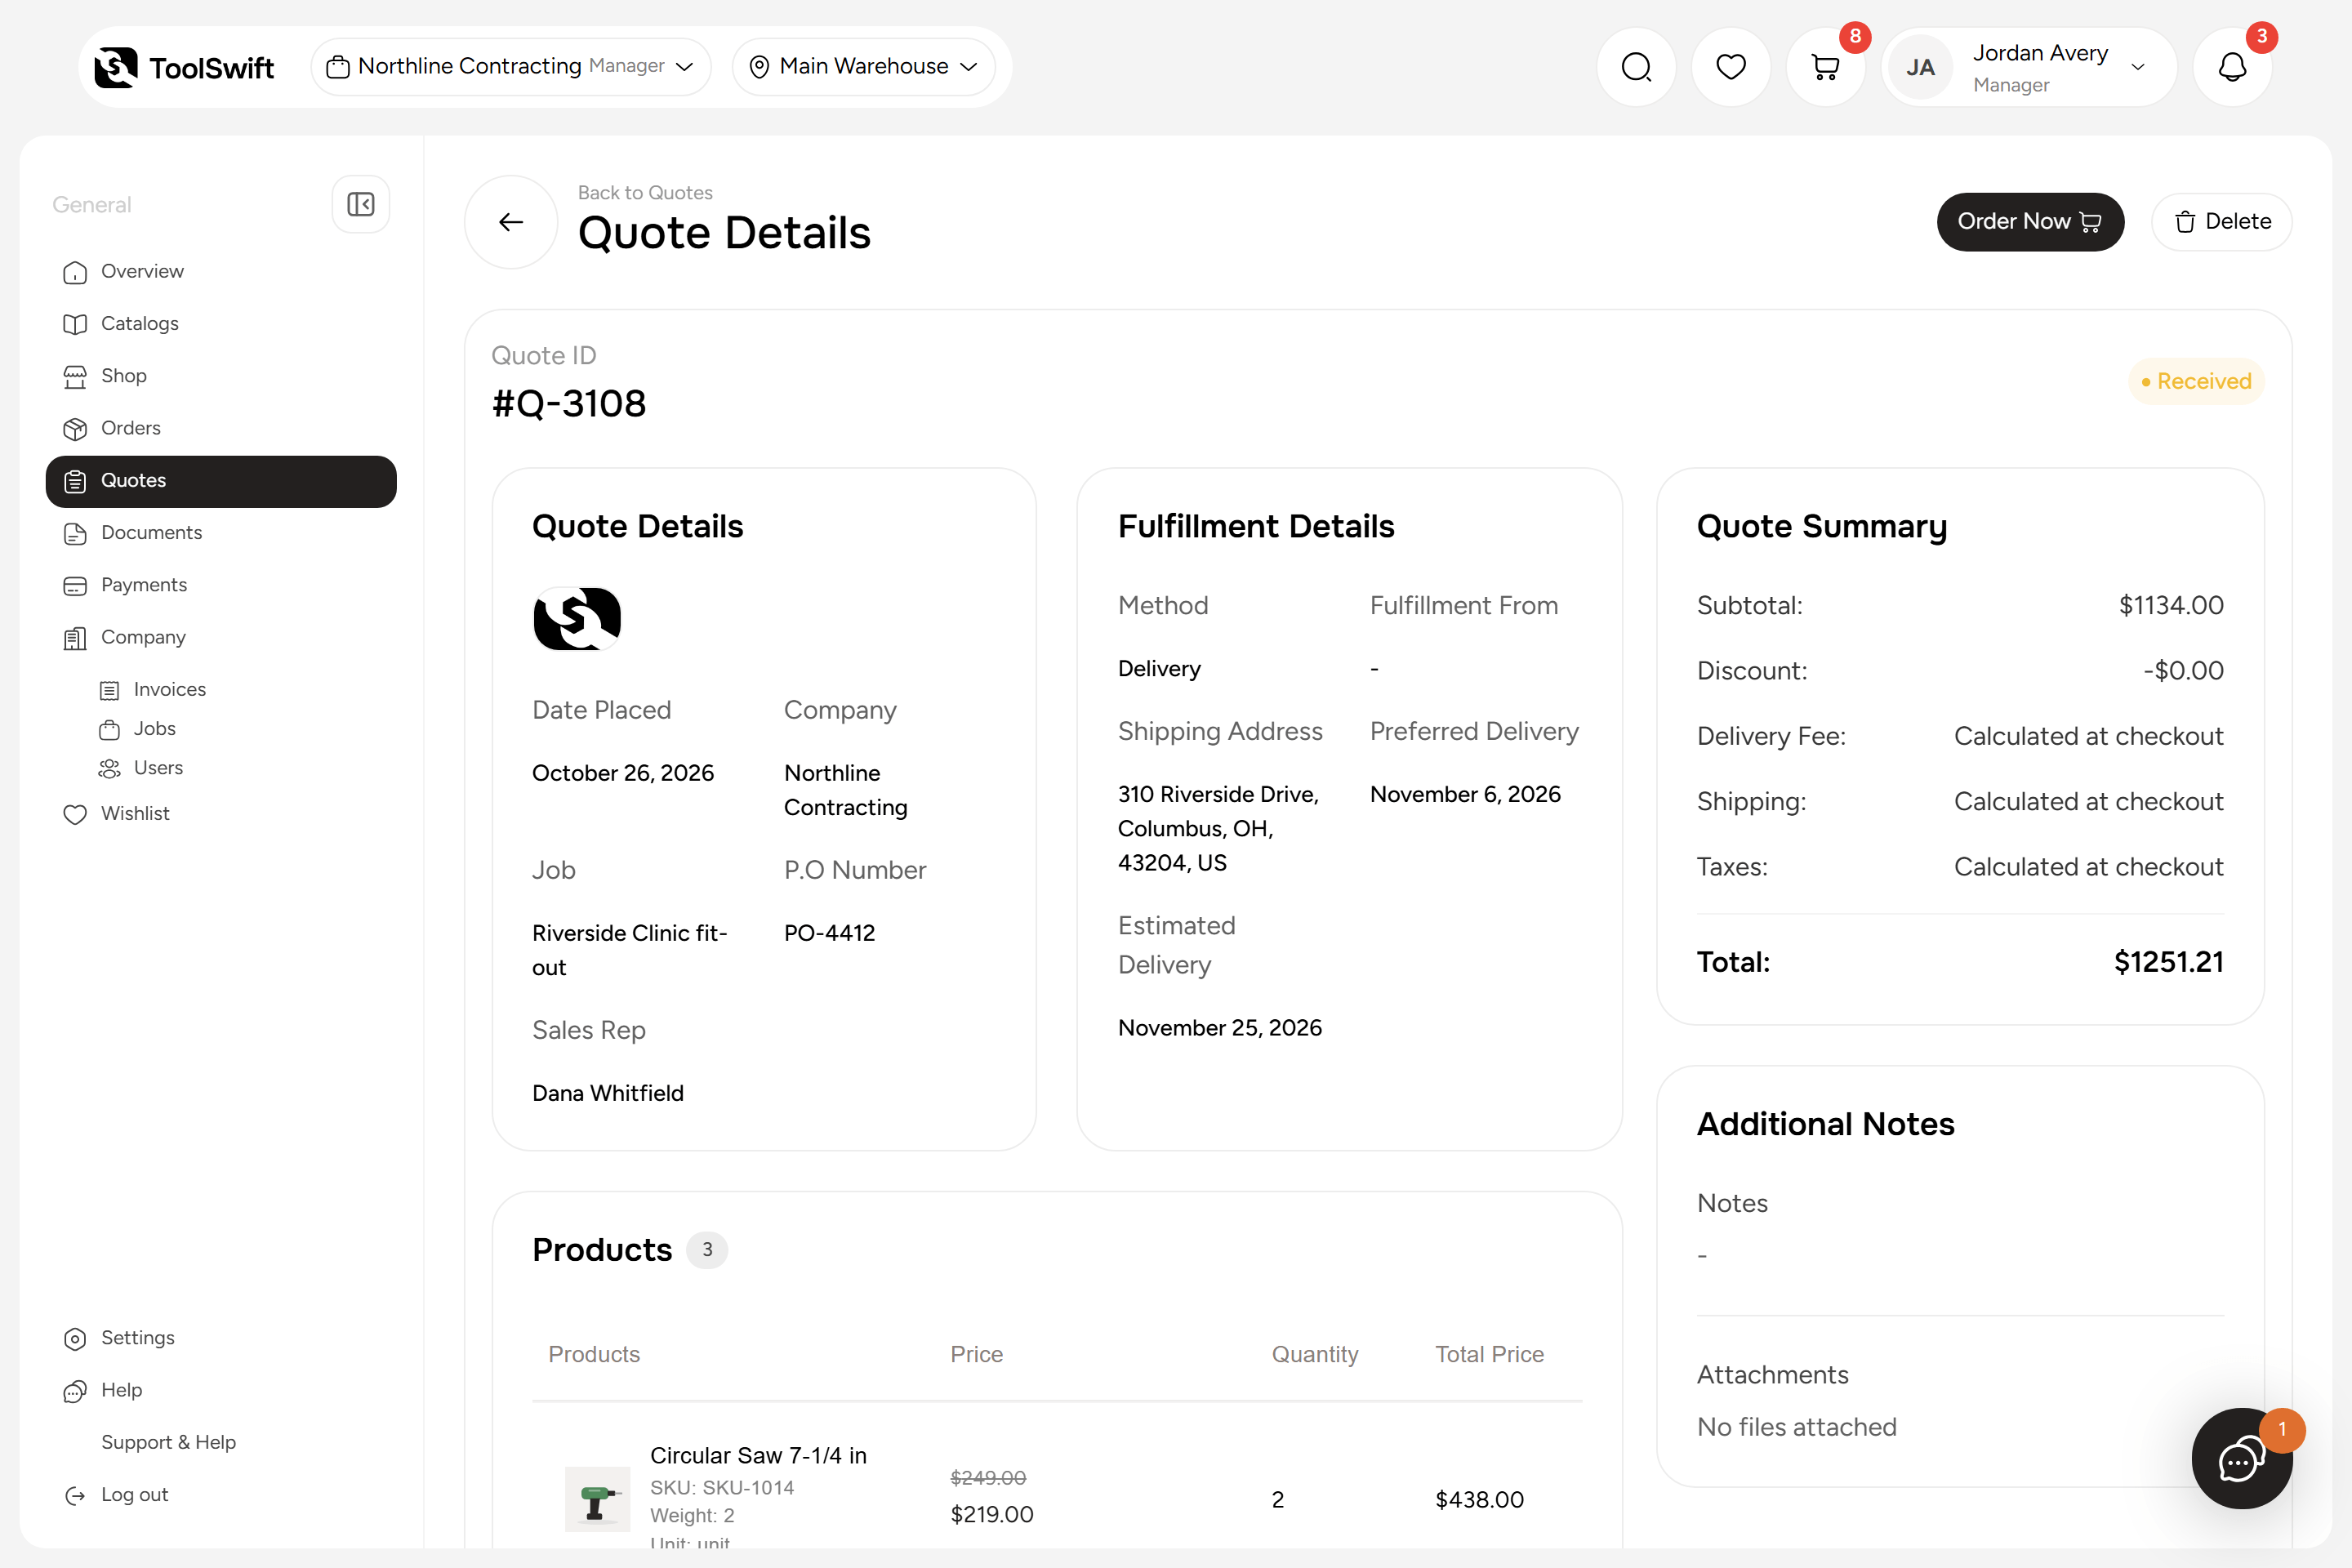 ToolSwift
Northline Contracting Manager
Main Warehouse
8
JA
Jordan Avery
Manager
3
General
Overview
Catalogs
Shop
Orders
Quotes
Documents
Payments
Company
Invoices
Jobs
Users
Wishlist
Settings
Help
Support & Help
Log out
Back to Quotes
Quote Details
Order Now
Delete
Quote ID
#Q-3108
Received
Quote Details
Date Placed
Company
October 26, 2026
Northline
Contracting
Job
P.O Number
Riverside Clinic fit-
out
PO-4412
Sales Rep
Dana Whitfield
Fulfillment Details
Method
Fulfillment From
Delivery
-
Shipping Address
Preferred Delivery
310 Riverside Drive,
Columbus, OH,
43204, US
November 6, 2026
Estimated
Delivery
November 25, 2026
Quote Summary
Subtotal: $1134.00
Discount: -$0.00
Delivery Fee: Calculated at checkout
Shipping: Calculated at checkout
Taxes: Calculated at checkout
Total: $1251.21
Additional Notes
Notes
-
Attachments
No files attached
1
Products 3
Products Price Quantity Total Price
Circular Saw 7-1/4 in
SKU: SKU-1014
Weight: 2
Unit: unit
$249.00
$219.00
2
$438.00